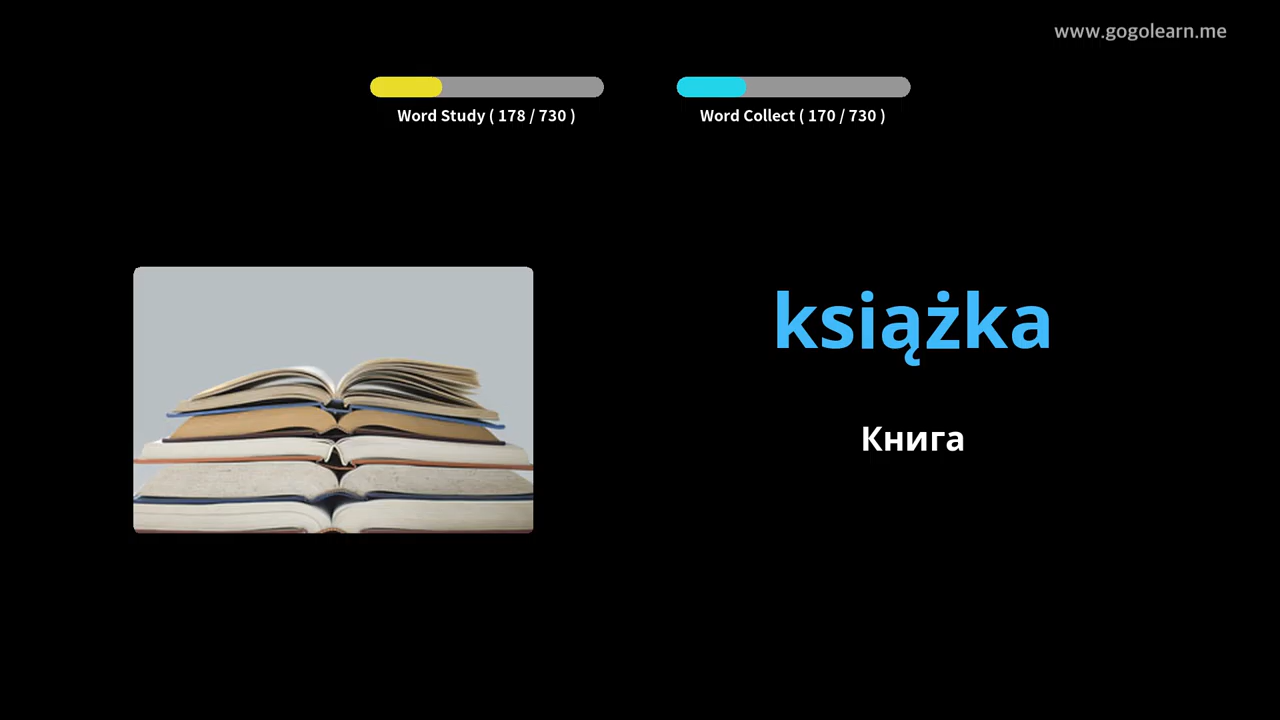 www.gogolearn.me
Word Study ( 178 / 730 )
Word Collect ( 170 / 730 )
książka
Книга